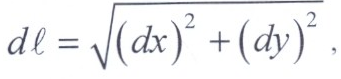 dℓ = √((dx)² + (dy)²) ,